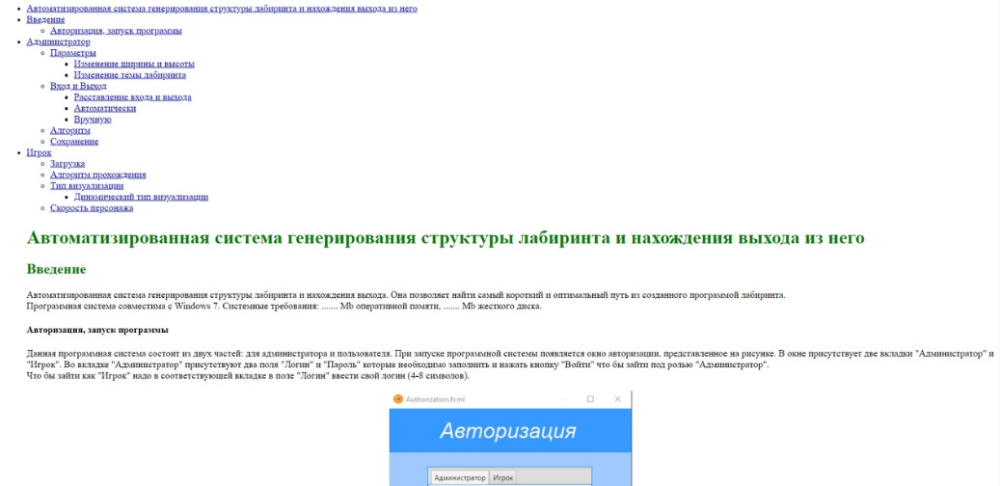 Автоматизированная система генерирования структуры лабиринта и нахождения выхода из него
Введение
Авторизация, запуск программы
Администратор
Параметры
Изменение ширины и высоты
Изменение темы лабиринта
Вход и Выход
Расставление входа и выхода
Автоматически
Вручную
Алгоритм
Сохранение
Игрок
Загрузка
Алгоритм прохождения
Тип визуализации
Динамический тип визуализации
Скорость персонажа
Автоматизированная система генерирования структуры лабиринта и нахождения выхода из него
Введение
Автоматизированная система генерирования структуры лабиринта и нахождения выхода. Она позволяет найти самый короткий и оптимальный путь из созданного программой лабиринта.
Программная система совместима с Windows 7. Системные требования: ....... Mb оперативной памяти, ....... Mb жесткого диска.
Авторизация, запуск программы
Данная программная система состоит из двух частей: для администратора и пользователя. При запуске программной системы появляется окно авторизации, представленное на рисунке. В окне присутствует две вкладки "Администратор" и
"Игрок". Во вкладке "Администратор" присутствуют два поля "Логин" и "Пароль" которые необходимо заполнить и нажать кнопку "Войти" что бы зайти под ролью "Администратор".
Что бы зайти как "Игрок" надо в соответствующей вкладке в поле "Логин" ввести свой логин (4-8 символов).
Authorization.fxml
Авторизация
Администратор Игрок